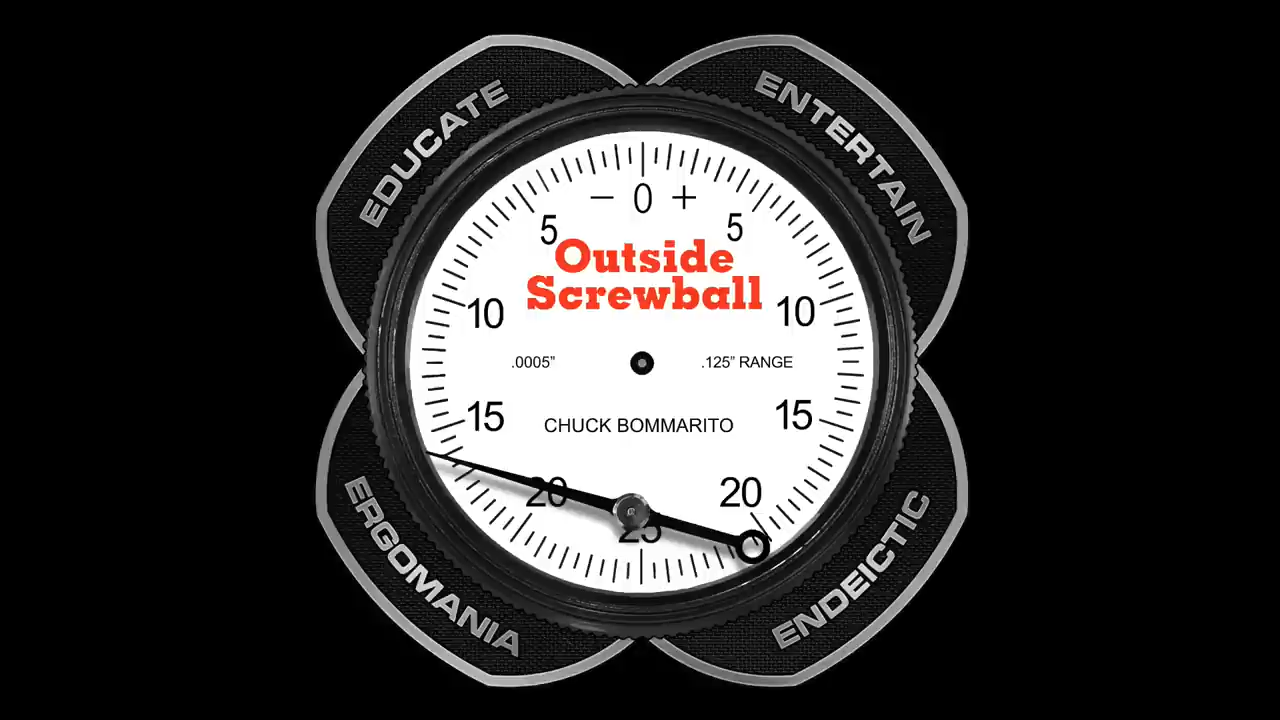 EDUCATE
ENTERTAIN
− 0 +
5 5
Outside
Screwball
10 10
.0005" .125" RANGE
15 15
CHUCK BOMMARITO
20 20
25
ERGOMANIA
ENDEICTIC